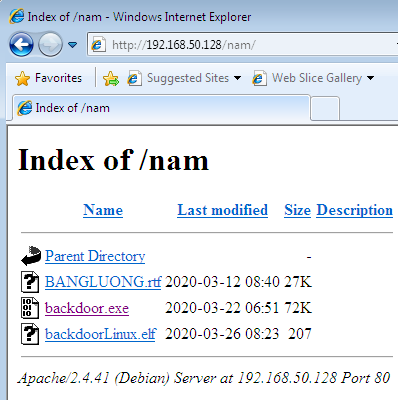 Index of /nam - Windows Internet Explorer
http://192.168.50.128/nam/
Favorites Suggested Sites Web Slice Gallery
Index of /nam
Index of /nam
Name Last modified Size Description
Parent Directory -
BANGLUONG.rtf 2020-03-12 08:40 27K
backdoor.exe 2020-03-22 06:51 72K
backdoorLinux.elf 2020-03-26 08:23 207
Apache/2.4.41 (Debian) Server at 192.168.50.128 Port 80